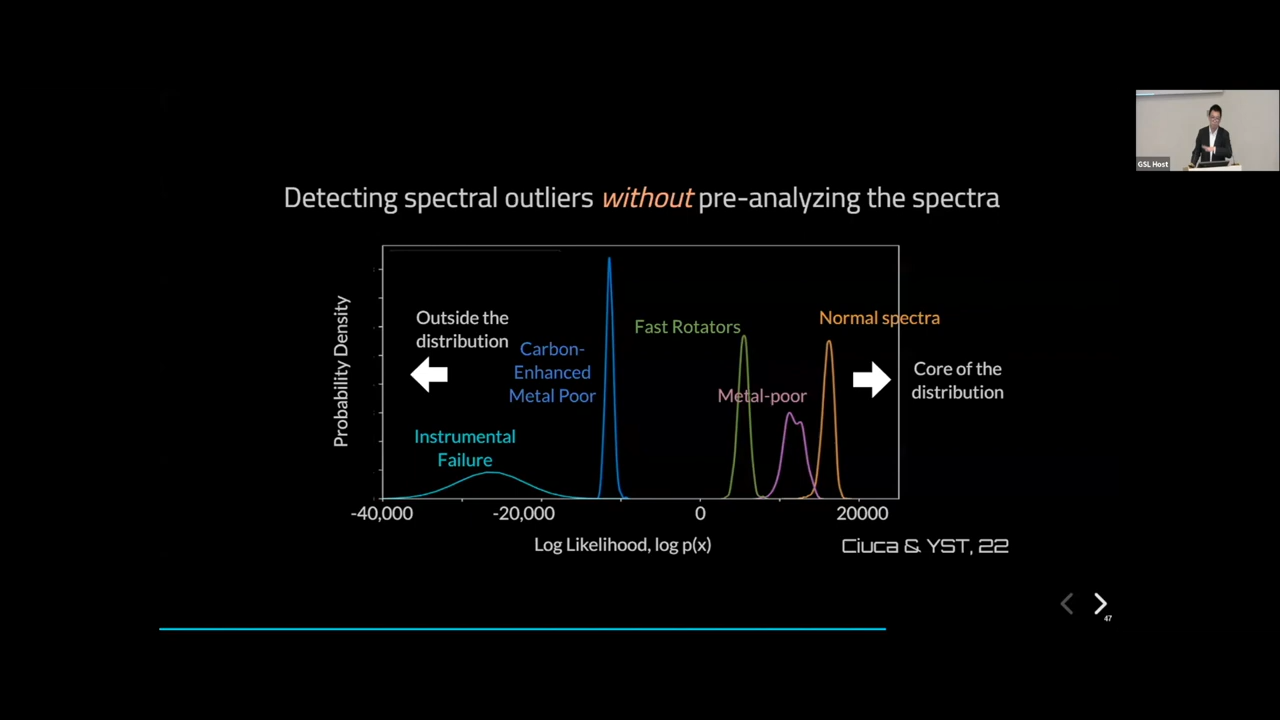 GSL Host
Detecting spectral outliers without pre-analyzing the spectra
Probability Density
Outside the
distribution
Carbon-
Enhanced
Metal Poor
Instrumental
Failure
Fast Rotators
Metal-poor
Normal spectra
Core of the
distribution
-40,000
-20,000
0
20000
Log Likelihood, log p(x)
Ciuca & YST, 22
47